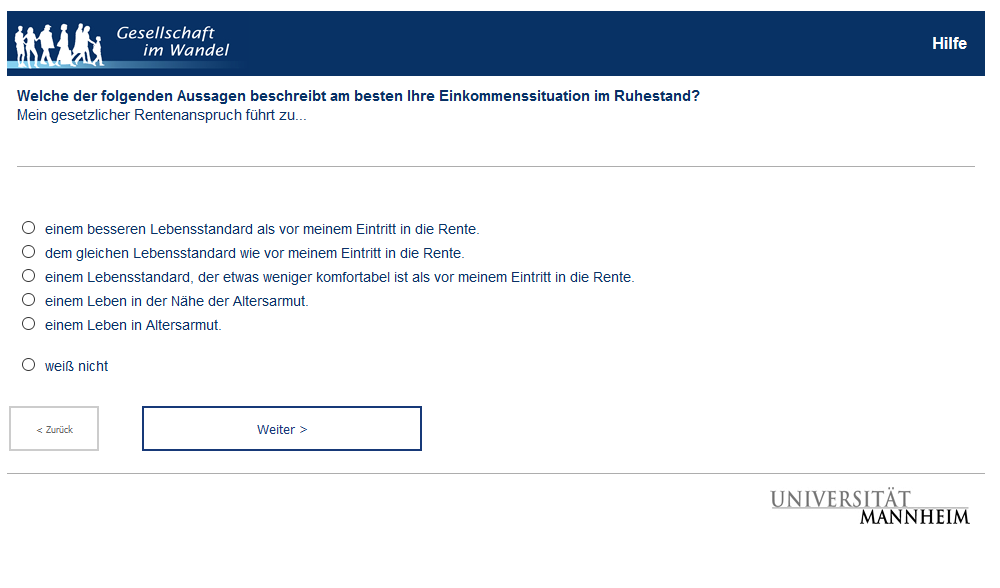 Gesellschaft
im Wandel
Hilfe
Welche der folgenden Aussagen beschreibt am besten Ihre Einkommenssituation im Ruhestand?
Mein gesetzlicher Rentenanspruch führt zu...
einem besseren Lebensstandard als vor meinem Eintritt in die Rente.
dem gleichen Lebensstandard wie vor meinem Eintritt in die Rente.
einem Lebensstandard, der etwas weniger komfortabel ist als vor meinem Eintritt in die Rente.
einem Leben in der Nähe der Altersarmut.
einem Leben in Altersarmut.
weiß nicht
< Zurück
Weiter >
UNIVERSITÄT
MANNHEIM